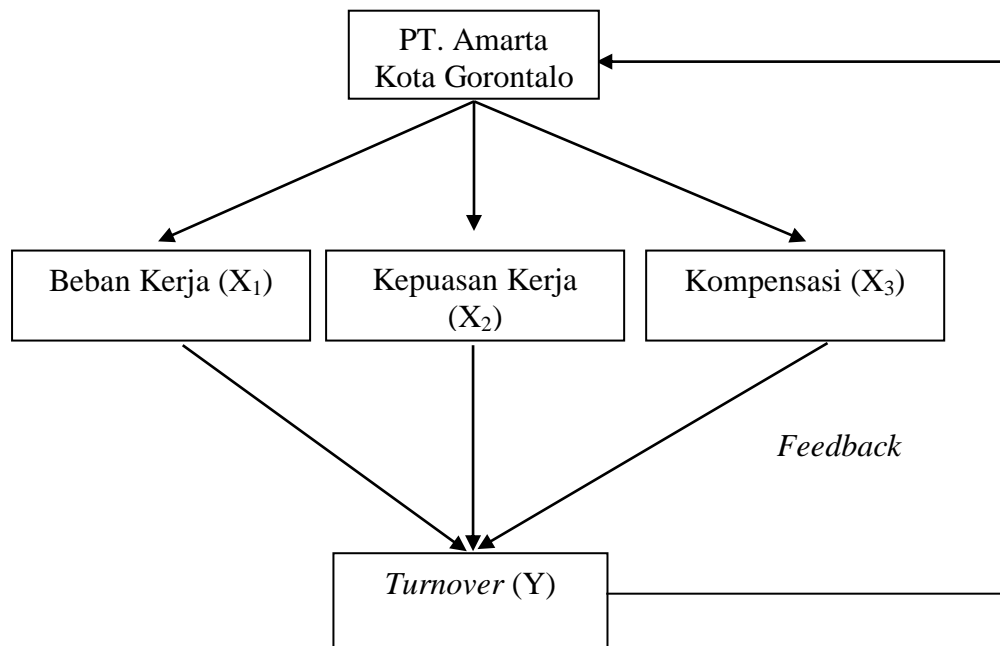 PT. Amarta
Kota Gorontalo
Beban Kerja (X₁)
Kepuasan Kerja
(X₂)
Kompensasi (X₃)
Feedback
Turnover (Y)